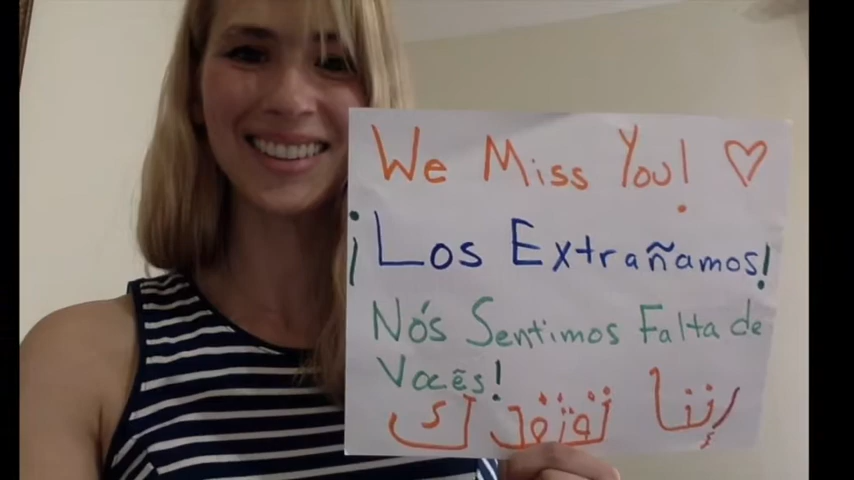 We Miss You! ♡
¡Los Extrañamos!
Nós Sentimos Falta de
Vocês!
إننا